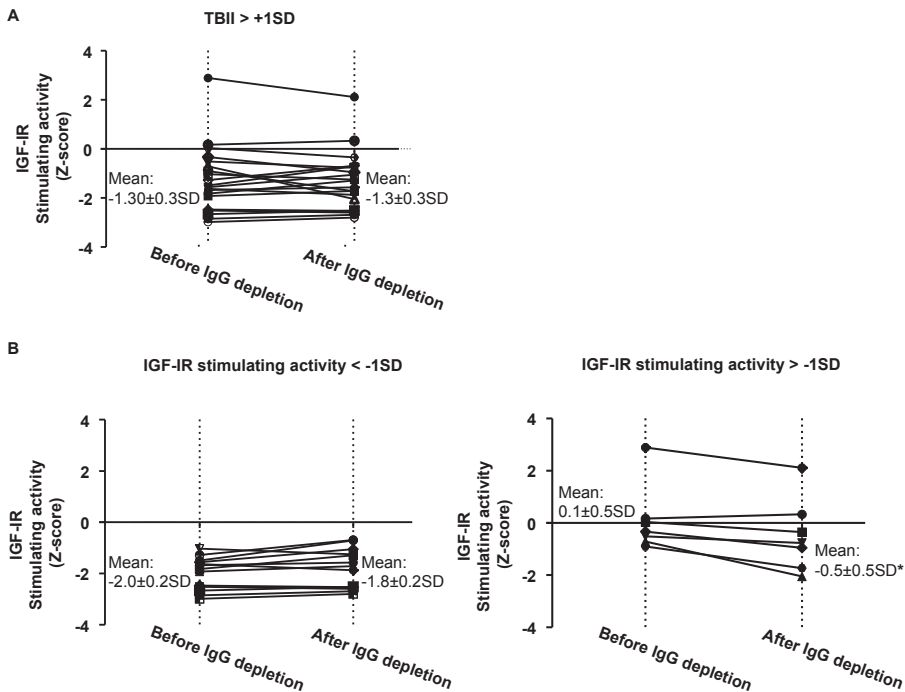 A
TBII > +1SD
IGF-IR
Stimulating activity
(Z-score)
4
2
0
-2
-4
Mean:
-1.30±0.3SD
Mean:
-1.3±0.3SD
Before IgG depletion
After IgG depletion
B
IGF-IR stimulating activity < -1SD
IGF-IR
Stimulating activity
(Z-score)
4
2
0
-2
-4
Mean:
-2.0±0.2SD
Mean:
-1.8±0.2SD
Before IgG depletion
After IgG depletion
IGF-IR stimulating activity > -1SD
IGF-IR
Stimulating activity
(Z-score)
4
2
0
-2
-4
Mean:
0.1±0.5SD
Mean:
-0.5±0.5SD*
Before IgG depletion
After IgG depletion